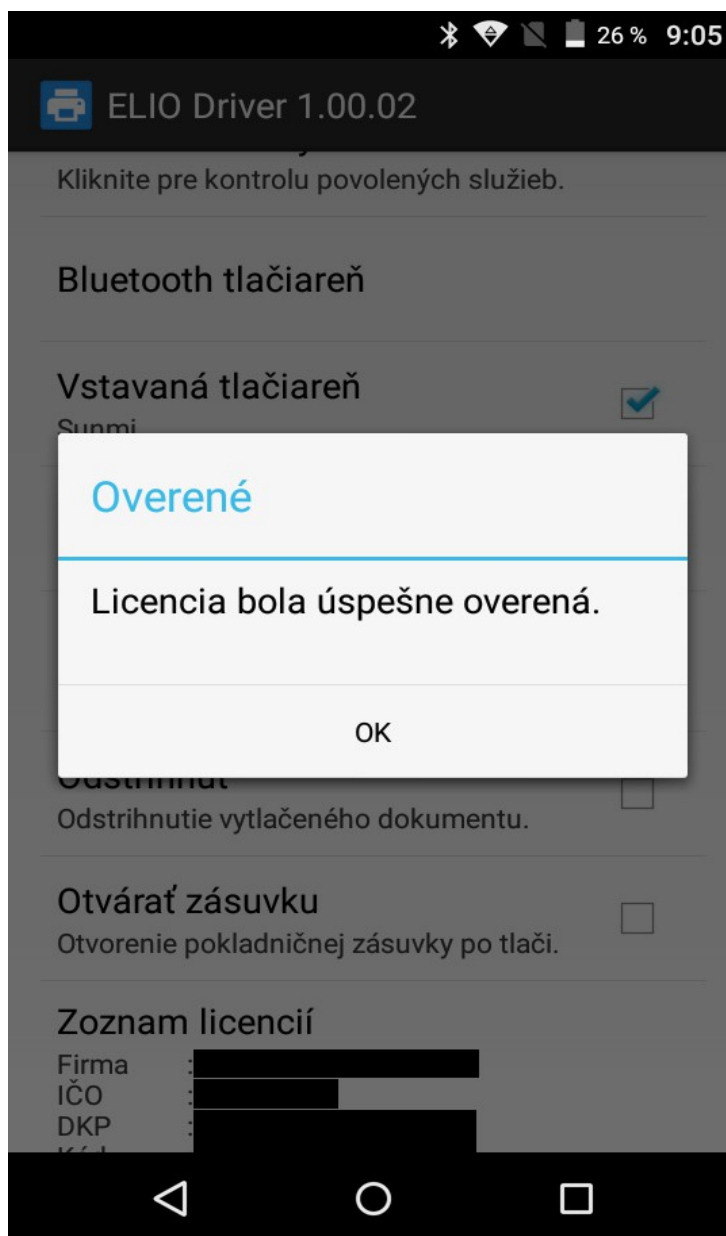 26 % 9:05
ELIO Driver 1.00.02
Kliknite pre kontrolu povolených služieb.
Bluetooth tlačiareň
Vstavaná tlačiareň
Sunmi
Overené
Licencia bola úspešne overená.
OK
Odstrihnúť
Odstrihnutie vytlačeného dokumentu.
Otvárať zásuvku
Otvorenie pokladničnej zásuvky po tlači.
Zoznam licencií
Firma :
IČO :
DKP :